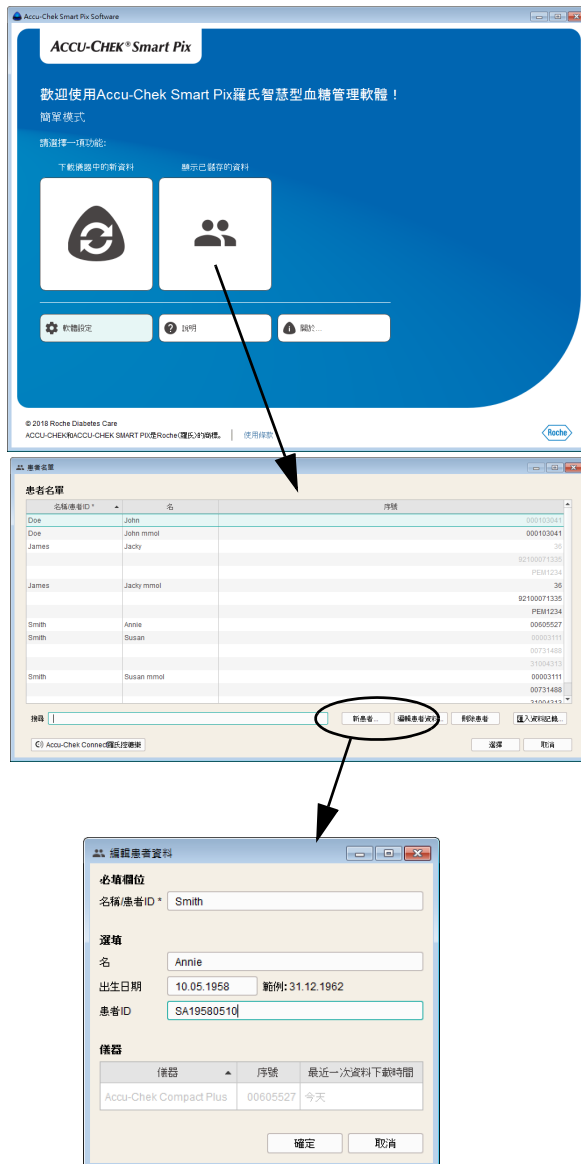 Accu-Chek Smart Pix Software
ACCU-CHEK® Smart Pix
歡迎使用Accu-Chek Smart Pix羅氏智慧型血糖管理軟體！
簡單模式
請選擇一項功能:
下載儀器中的新資料 顯示已儲存的資料
軟體設定 說明 關於...
© 2018 Roche Diabetes Care
ACCU-CHEK和ACCU-CHEK SMART PIX是Roche(羅氏)的商標。 使用條款
Roche
患者名單
患者名單
名稱/患者ID * 名 序號
Doe John 000103041
Doe John mmol 000103041
James Jacky 36
92100071335
PEM1234
James Jacky mmol 36
92100071335
PEM1234
Smith Annie 00605527
Smith Susan 00003111
00731488
31004313
Smith Susan mmol 00003111
00731488
31004313
搜尋 新患者... 編輯患者資料... 刪除患者 匯入資料記錄...
Accu-Chek Connect羅氏控糖樂 選擇 取消
編輯患者資料
必填欄位
名稱/患者ID * Smith
選填
名 Annie
出生日期 10.05.1958 範例: 31.12.1962
患者ID SA19580510
儀器
儀器 序號 最近一次資料下載時間
Accu-Chek Compact Plus 00605527 今天
確定 取消